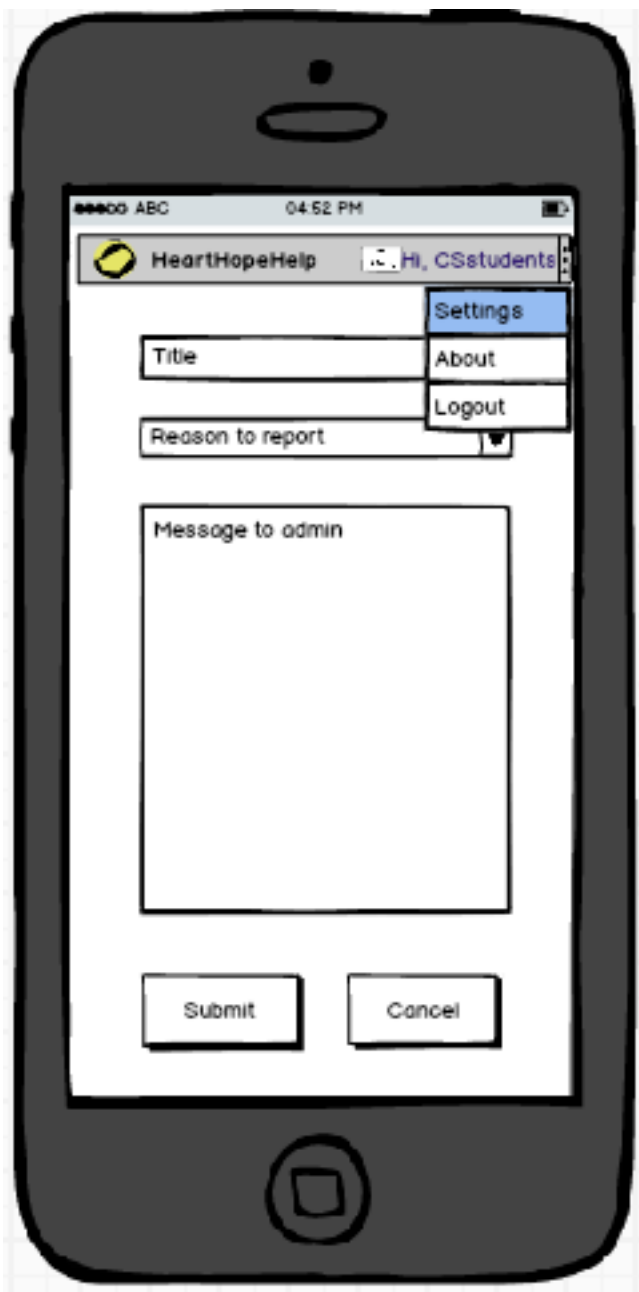 ABC 04:52 PM
HeartHopeHelp Hi, CSstudents
Settings
Title
About
Logout
Reason to report
Message to admin
Submit Cancel